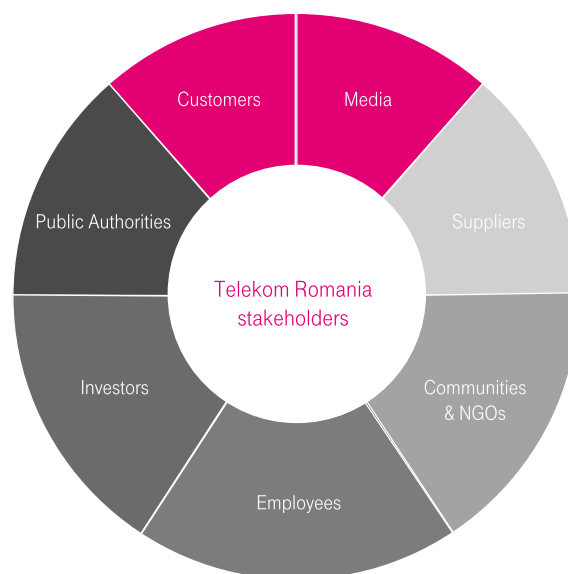 Customers
Media
Public Authorities
Suppliers
Telekom Romania
stakeholders
Investors
Communities
& NGOs
Employees